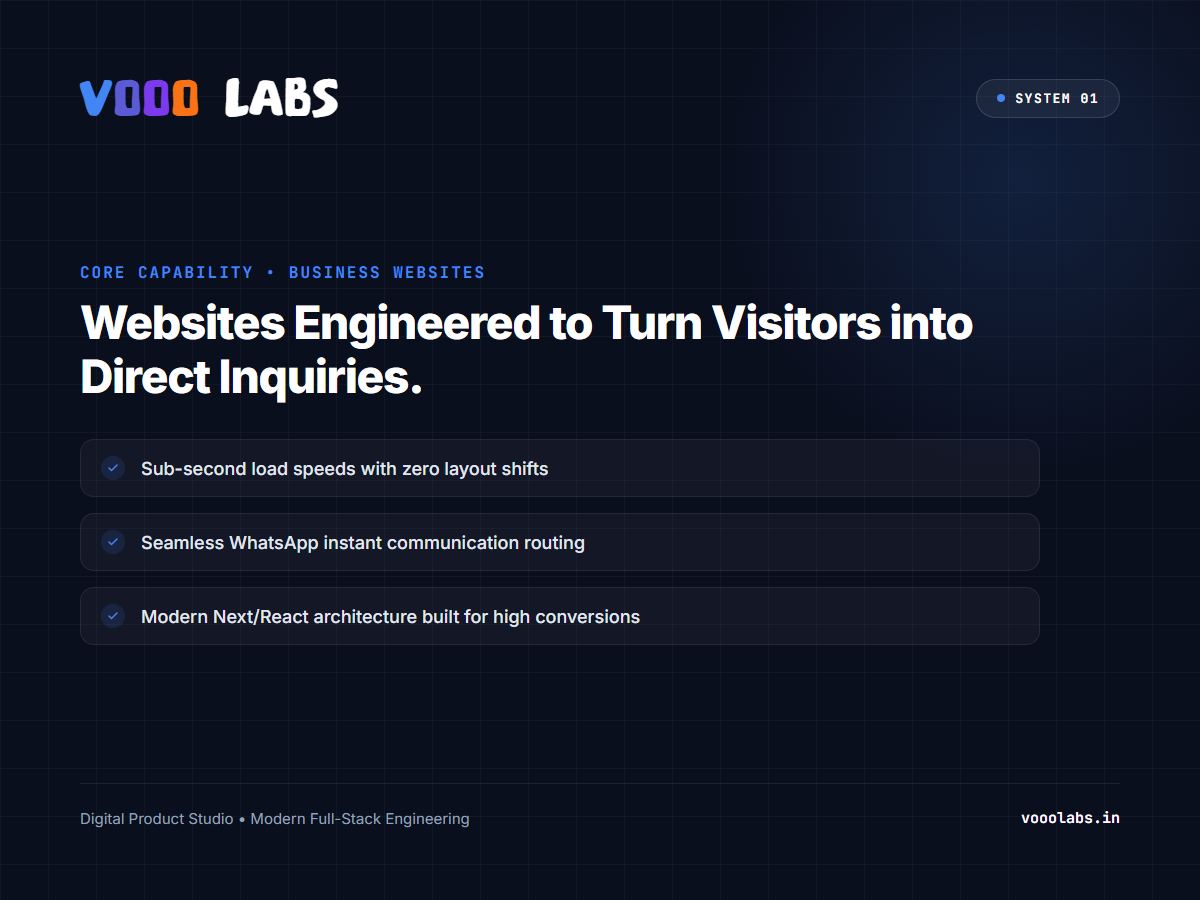 VOOO LABS
SYSTEM 01
CORE CAPABILITY • BUSINESS WEBSITES
Websites Engineered to Turn Visitors into
Direct Inquiries.
Sub-second load speeds with zero layout shifts
Seamless WhatsApp instant communication routing
Modern Next/React architecture built for high conversions
Digital Product Studio • Modern Full-Stack Engineering
vooolabs.in